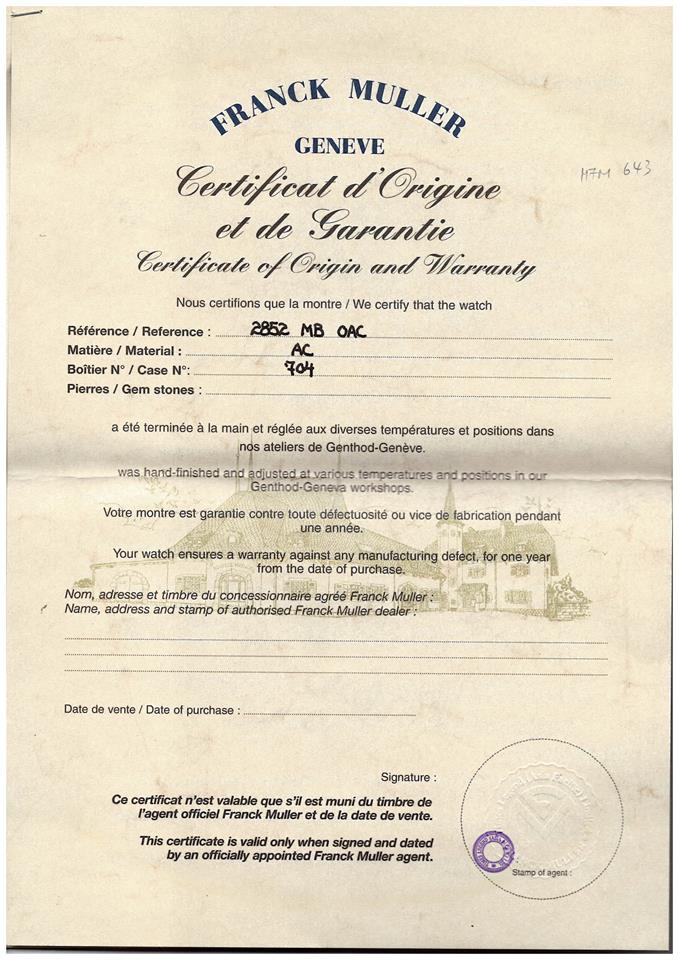 FRANCK MULLER
GENEVE
Certificat d'Origine
et de Garantie
Certificate of Origin and Warranty
643
Nous certifions que la montre / We certify that the watch
Référence / Reference : 2852 MB OAC
Matière / Material : AC
Boîtier N° / Case N°: 704
Pierres / Gem stones :
a été terminée à la main et réglée aux diverses températures et positions dans
nos ateliers de Genthod-Genève.
was hand-finished and adjusted at various temperatures and positions in our
Genthod-Geneva workshops.
Votre montre est garantie contre toute défectuosité ou vice de fabrication pendant
une année.
Your watch ensures a warranty against any manufacturing defect, for one year
from the date of purchase.
Nom, adresse et timbre du concessionnaire agréé Franck Muller :
Name, address and stamp of authorised Franck Muller dealer :
Date de vente / Date of purchase :
Signature :
Ce certificat n'est valable que s'il est muni du timbre de
l'agent officiel Franck Muller et de la date de vente.
This certificate is valid only when signed and dated
by an officially appointed Franck Muller agent.
Stamp of agent :